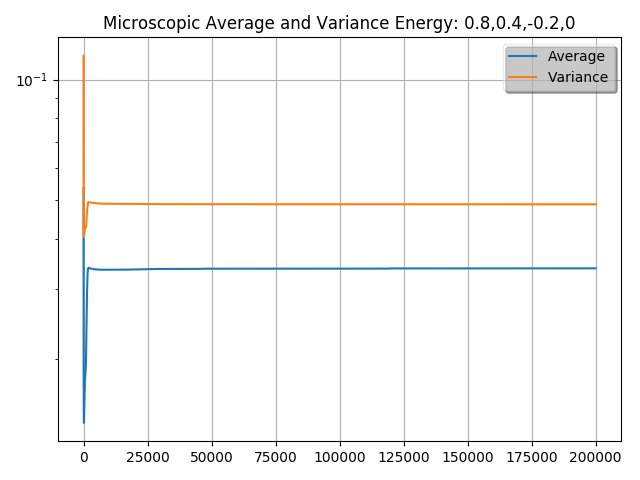 Microscopic Average and Variance Energy: 0.8,0.4,-0.2,0
Average
Variance
10⁻¹
0 25000 50000 75000 100000 125000 150000 175000 200000